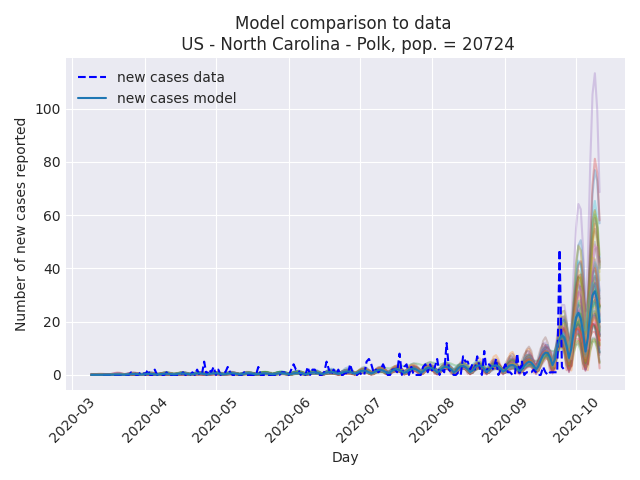 Model comparison to data
US - North Carolina - Polk, pop. = 20724
new cases data
new cases model
Number of new cases reported
100
80
60
40
20
0
2020-03
2020-04
2020-05
2020-06
2020-07
2020-08
2020-09
2020-10
Day